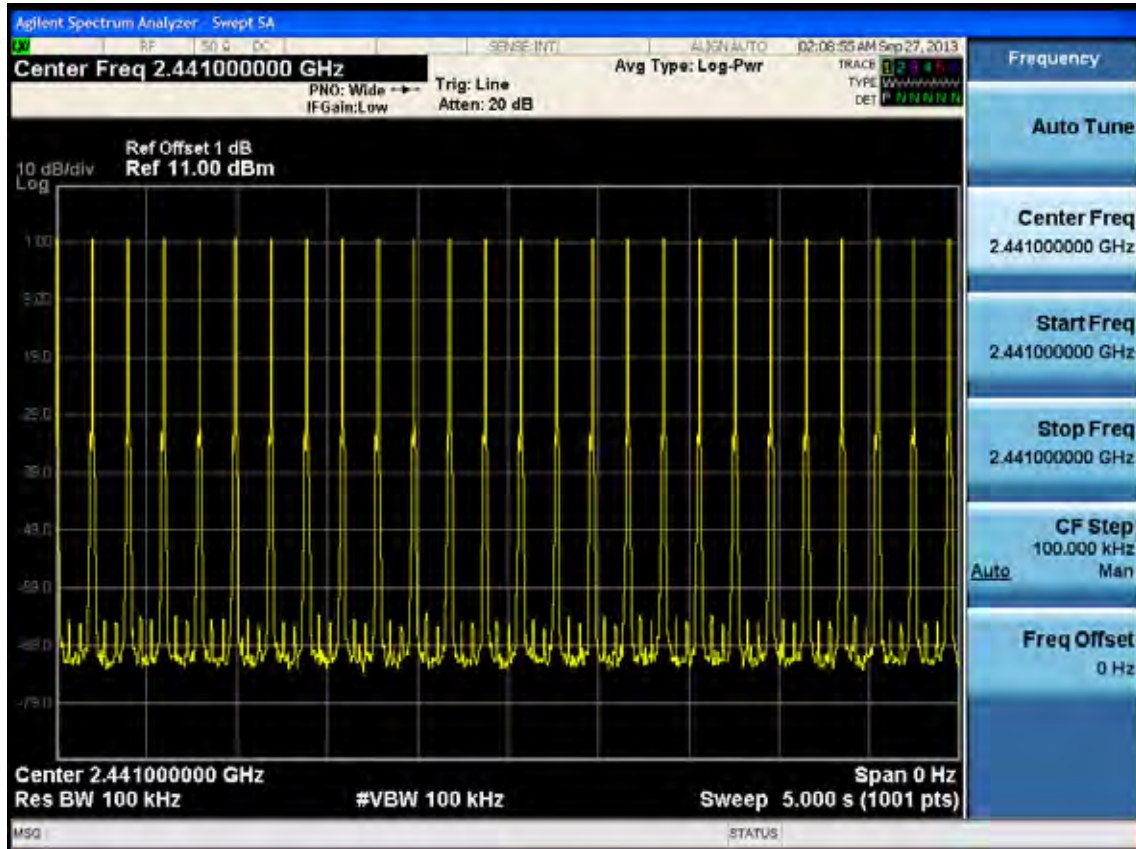 Agilent Spectrum Analyzer - Swept SA
RF 50 Ω DC SENSE:INT ALIGN AUTO 02:08:55 AM Sep 27, 2013
Center Freq 2.441000000 GHz
Avg Type: Log-Pwr
TRACE 1 2 3 4 5 6
TYPE
DET P N N N N N
PNO: Wide
IFGain:Low
Trig: Line
Atten: 20 dB
Ref Offset 1 dB
10 dB/div Ref 11.00 dBm
Log
1.00
-19.0
-29.0
-39.0
-49.0
-59.0
-69.0
-79.0
Center 2.441000000 GHz
Span 0 Hz
Res BW 100 kHz
#VBW 100 kHz
Sweep 5.000 s (1001 pts)
MSG
STATUS
Frequency
Auto Tune
Center Freq
2.441000000 GHz
Start Freq
2.441000000 GHz
Stop Freq
2.441000000 GHz
CF Step
100.000 kHz
Auto Man
Freq Offset
0 Hz